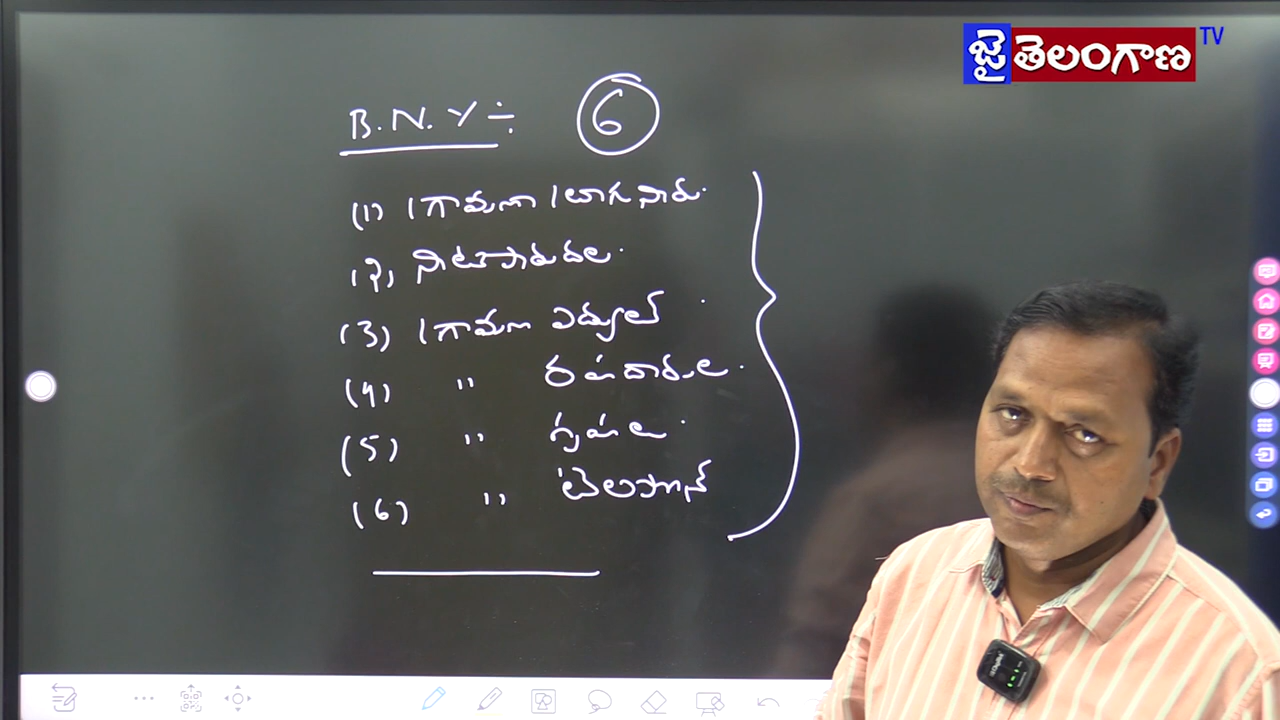 జై తెలంగాణ TV
B.N.Y ÷ 6
(1) గ్రామీణ త్రాగునీరు.
(2) నీటిపారుదల.
(3) గ్రామీణ విద్యుత్
(4) " రహదారులు.
(5) " గృహాలు.
(6) " టెలిఫోన్